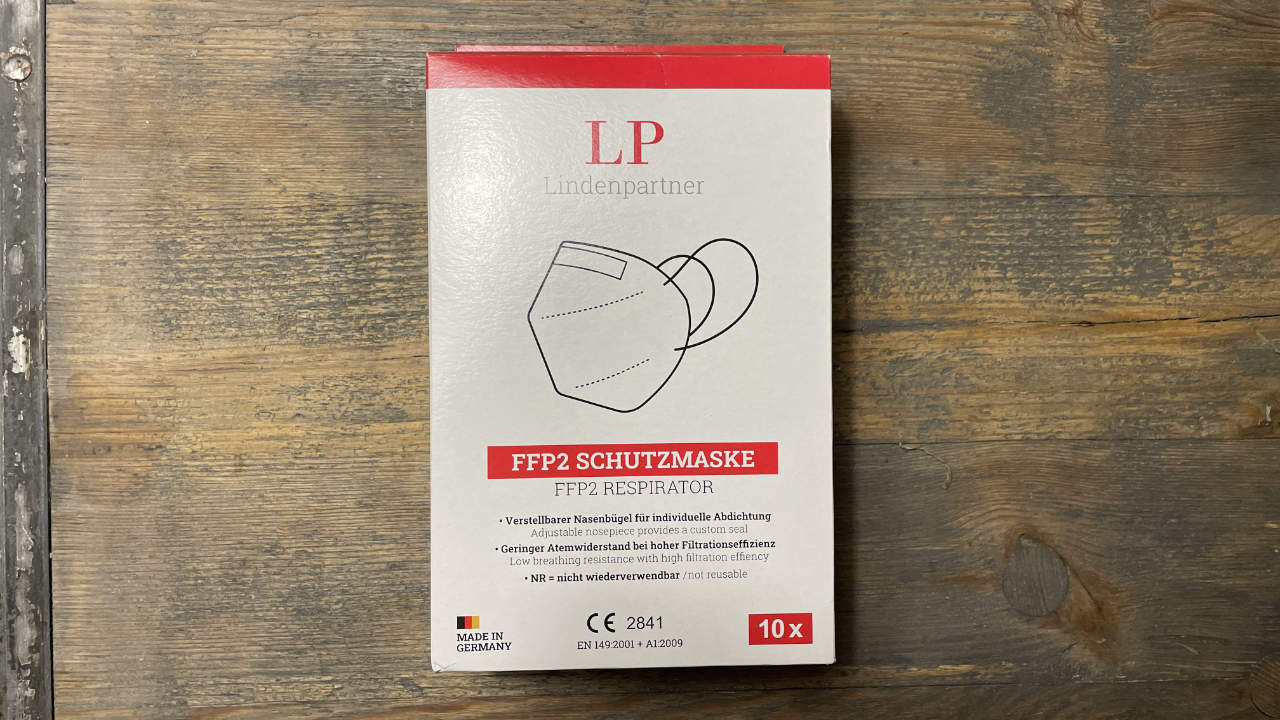 LP
Lindenpartner
FFP2 SCHUTZMASKE
FFP2 RESPIRATOR
• Verstellbarer Nasenbügel für individuelle Abdichtung
Adjustable nosepiece provides a custom seal
• Geringer Atemwiderstand bei hoher Filtrationseffizienz
Low breathing resistance with high filtration effiency
• NR = nicht wiederverwendbar / not reusable
MADE IN
GERMANY
CE 2841
EN 149:2001 + A1:2009
10 x